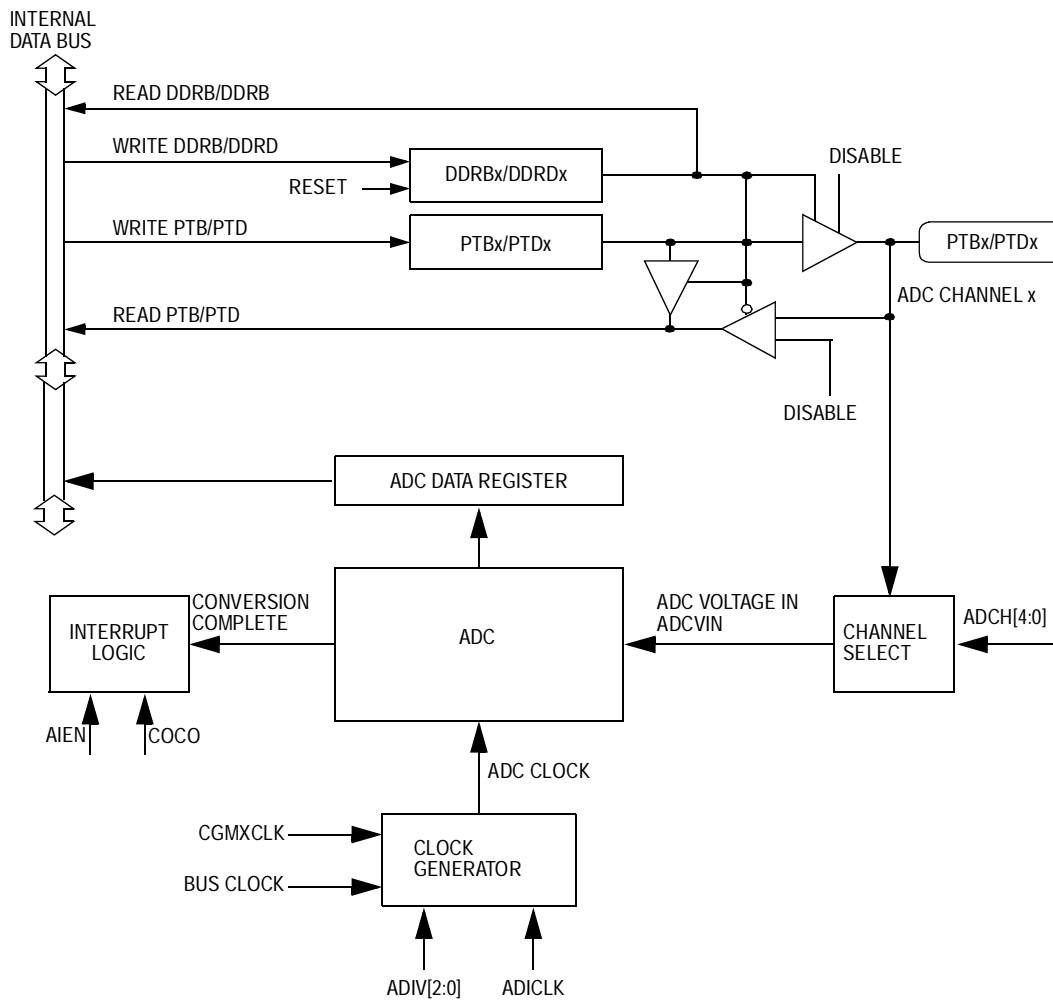 INTERNAL
DATA BUS
READ DDRB/DDRB
WRITE DDRB/DDRD
RESET
DDRBx/DDRDx
DISABLE
WRITE PTB/PTD
PTBx/PTDx
PTBx/PTDx
ADC CHANNEL x
READ PTB/PTD
DISABLE
ADC DATA REGISTER
INTERRUPT
LOGIC
CONVERSION
COMPLETE
ADC
ADC VOLTAGE IN
ADCVIN
CHANNEL
SELECT
ADCH[4:0]
AIEN
COCO
ADC CLOCK
CGMXCLK
BUS CLOCK
CLOCK
GENERATOR
ADIV[2:0]
ADICLK